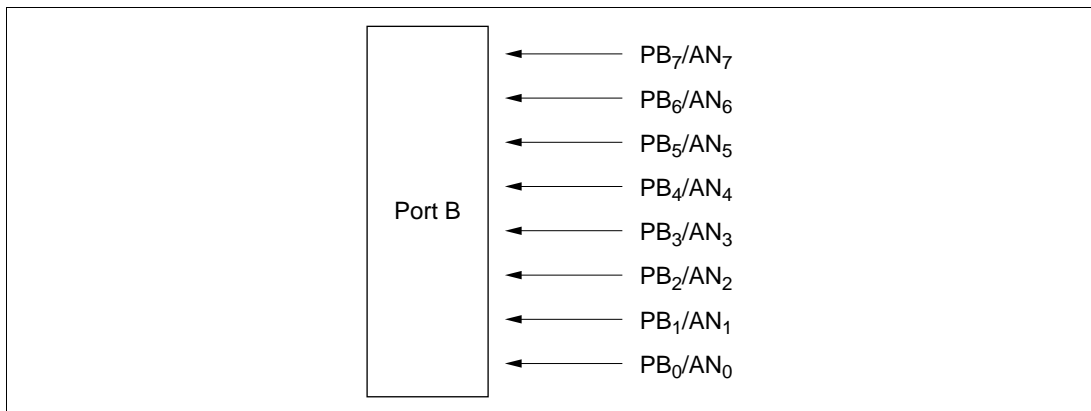 PB₇/AN₇
PB₆/AN₆
PB₅/AN₅
PB₄/AN₄
Port B
PB₃/AN₃
PB₂/AN₂
PB₁/AN₁
PB₀/AN₀